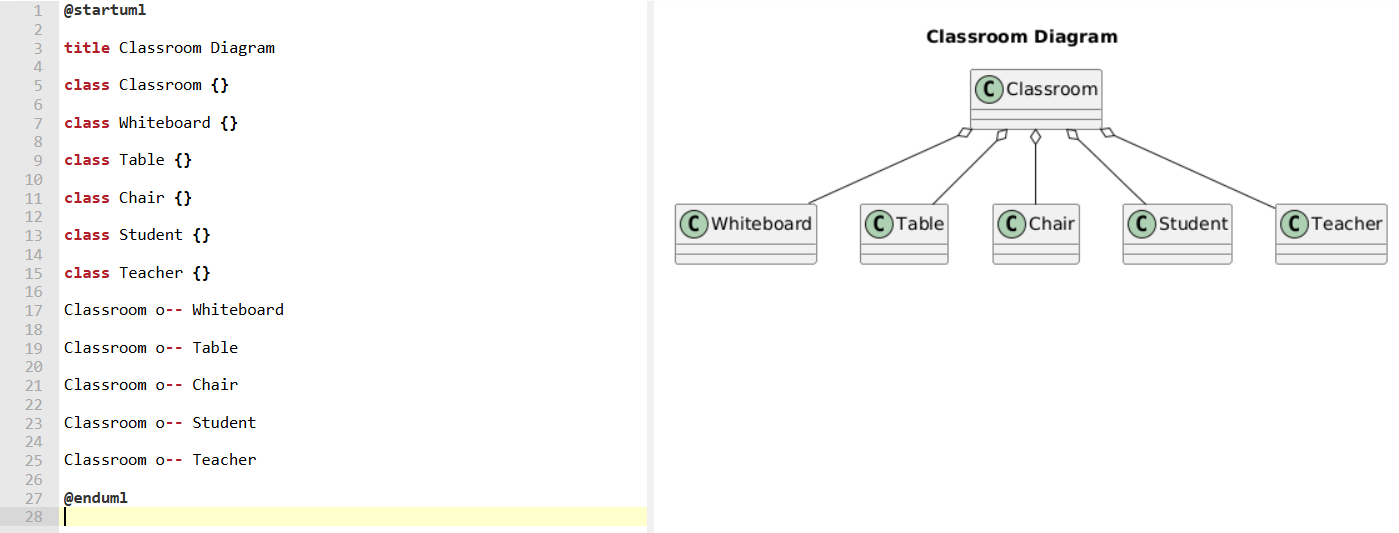 1 @startuml
2
3 title Classroom Diagram
4
5 class Classroom {}
6
7 class Whiteboard {}
8
9 class Table {}
10
11 class Chair {}
12
13 class Student {}
14
15 class Teacher {}
16
17 Classroom o-- Whiteboard
18
19 Classroom o-- Table
20
21 Classroom o-- Chair
22
23 Classroom o-- Student
24
25 Classroom o-- Teacher
26
27 @enduml
28
Classroom Diagram
C Classroom
C Whiteboard
C Table
C Chair
C Student
C Teacher